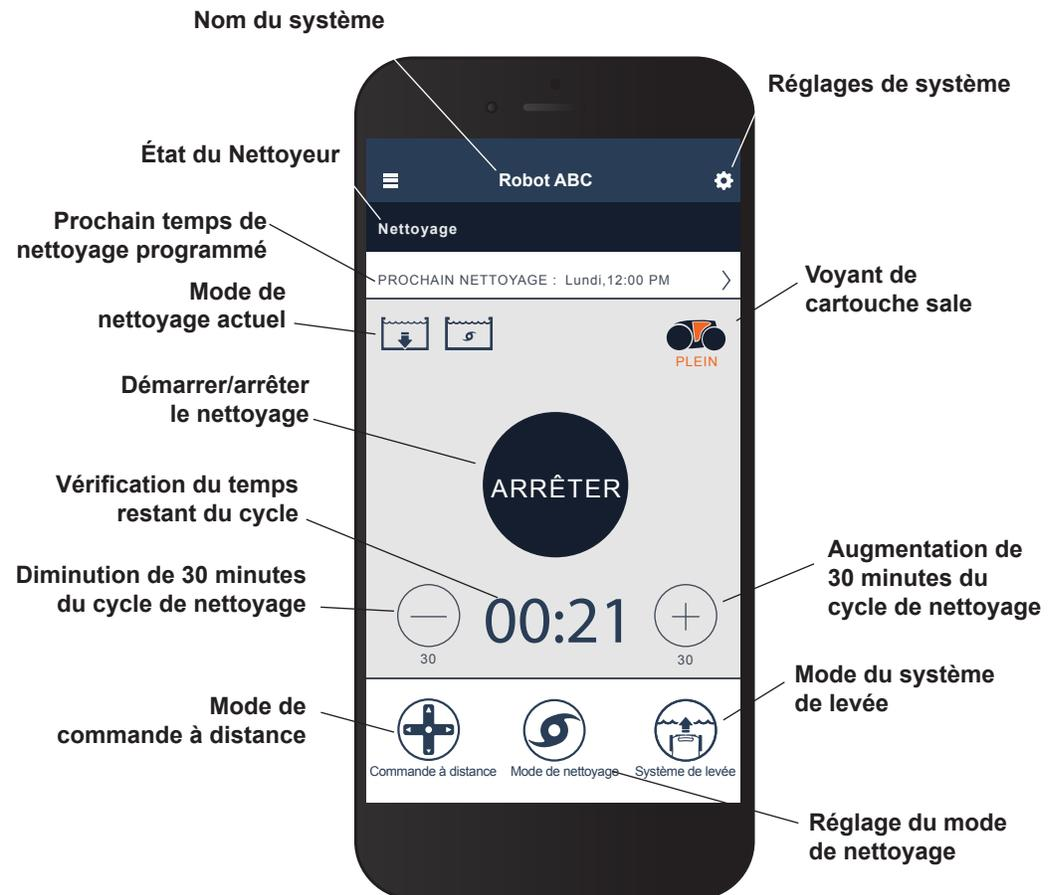 Nom du système
Réglages de système
État du Nettoyeur
Robot ABC
Nettoyage
Prochain temps de
nettoyage programmé
PROCHAIN NETTOYAGE : Lundi,12:00 PM
Mode de
nettoyage actuel
Voyant de
cartouche sale
PLEIN
Démarrer/arrêter
le nettoyage
ARRÊTER
Vérification du temps
restant du cycle
Diminution de 30 minutes
du cycle de nettoyage
00:21
30
30
Augmentation de
30 minutes du
cycle de nettoyage
Mode de
commande à distance
Mode du système
de levée
Commande à distance
Mode de nettoyage
Système de levée
Réglage du mode
de nettoyage